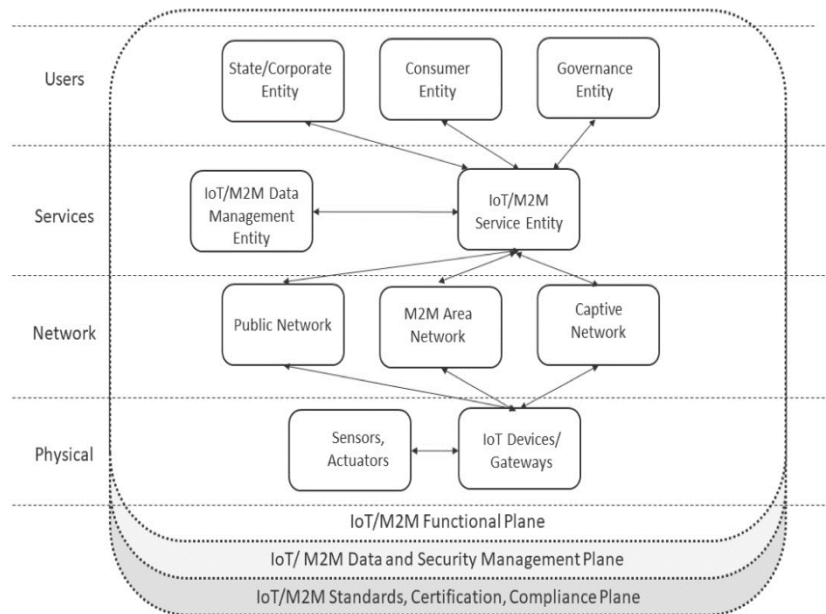 Users
State/Corporate
Entity
Consumer
Entity
Governance
Entity
Services
IoT/M2M Data
Management
Entity
IoT/M2M
Service Entity
Network
Public Network
M2M Area
Network
Captive
Network
Physical
Sensors,
Actuators
IoT Devices/
Gateways
IoT/M2M Functional Plane
IoT/ M2M Data and Security Management Plane
IoT/M2M Standards, Certification, Compliance Plane